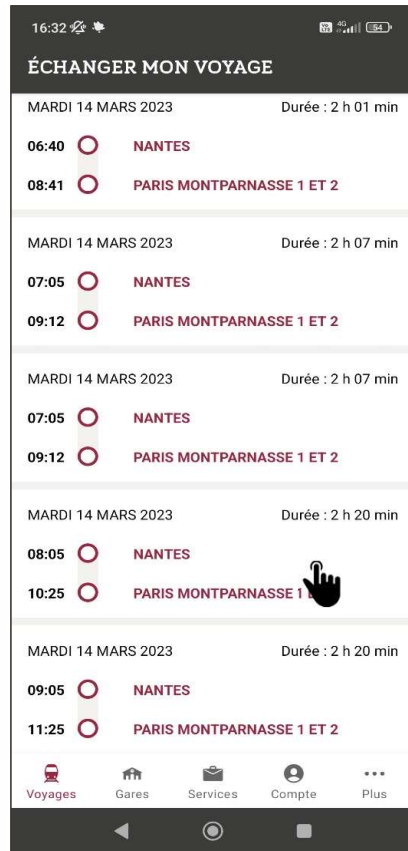 16:32 4G 54
ÉCHANGER MON VOYAGE
MARDI 14 MARS 2023 Durée : 2 h 01 min
06:40 NANTES
08:41 PARIS MONTPARNASSE 1 ET 2
MARDI 14 MARS 2023 Durée : 2 h 07 min
07:05 NANTES
09:12 PARIS MONTPARNASSE 1 ET 2
MARDI 14 MARS 2023 Durée : 2 h 07 min
07:05 NANTES
09:12 PARIS MONTPARNASSE 1 ET 2
MARDI 14 MARS 2023 Durée : 2 h 20 min
08:05 NANTES
10:25 PARIS MONTPARNASSE 1
MARDI 14 MARS 2023 Durée : 2 h 20 min
09:05 NANTES
11:25 PARIS MONTPARNASSE 1 ET 2
Voyages Gares Services Compte Plus